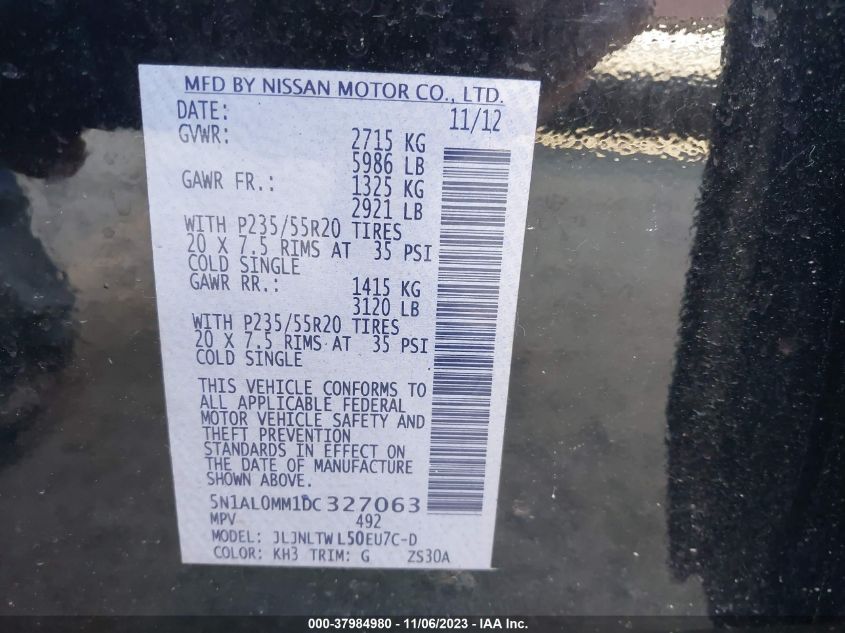 MFD BY NISSAN MOTOR CO., LTD.
DATE: 11/12
GVWR: 2715 KG
5986 LB
GAWR FR.: 1325 KG
2921 LB
WITH P235/55R20 TIRES
20 X 7.5 RIMS AT 35 PSI
COLD SINGLE
GAWR RR.: 1415 KG
3120 LB
WITH P235/55R20 TIRES
20 X 7.5 RIMS AT 35 PSI
COLD SINGLE
THIS VEHICLE CONFORMS TO
ALL APPLICABLE FEDERAL
MOTOR VEHICLE SAFETY AND
THEFT PREVENTION
STANDARDS IN EFFECT ON
THE DATE OF MANUFACTURE
SHOWN ABOVE.
5N1AL0MM1DC327063
MPV 492
MODEL: JLJNLTWL50EU7C-D
COLOR: KH3 TRIM: G ZS30A
000-37984980 - 11/06/2023 - IAA Inc.